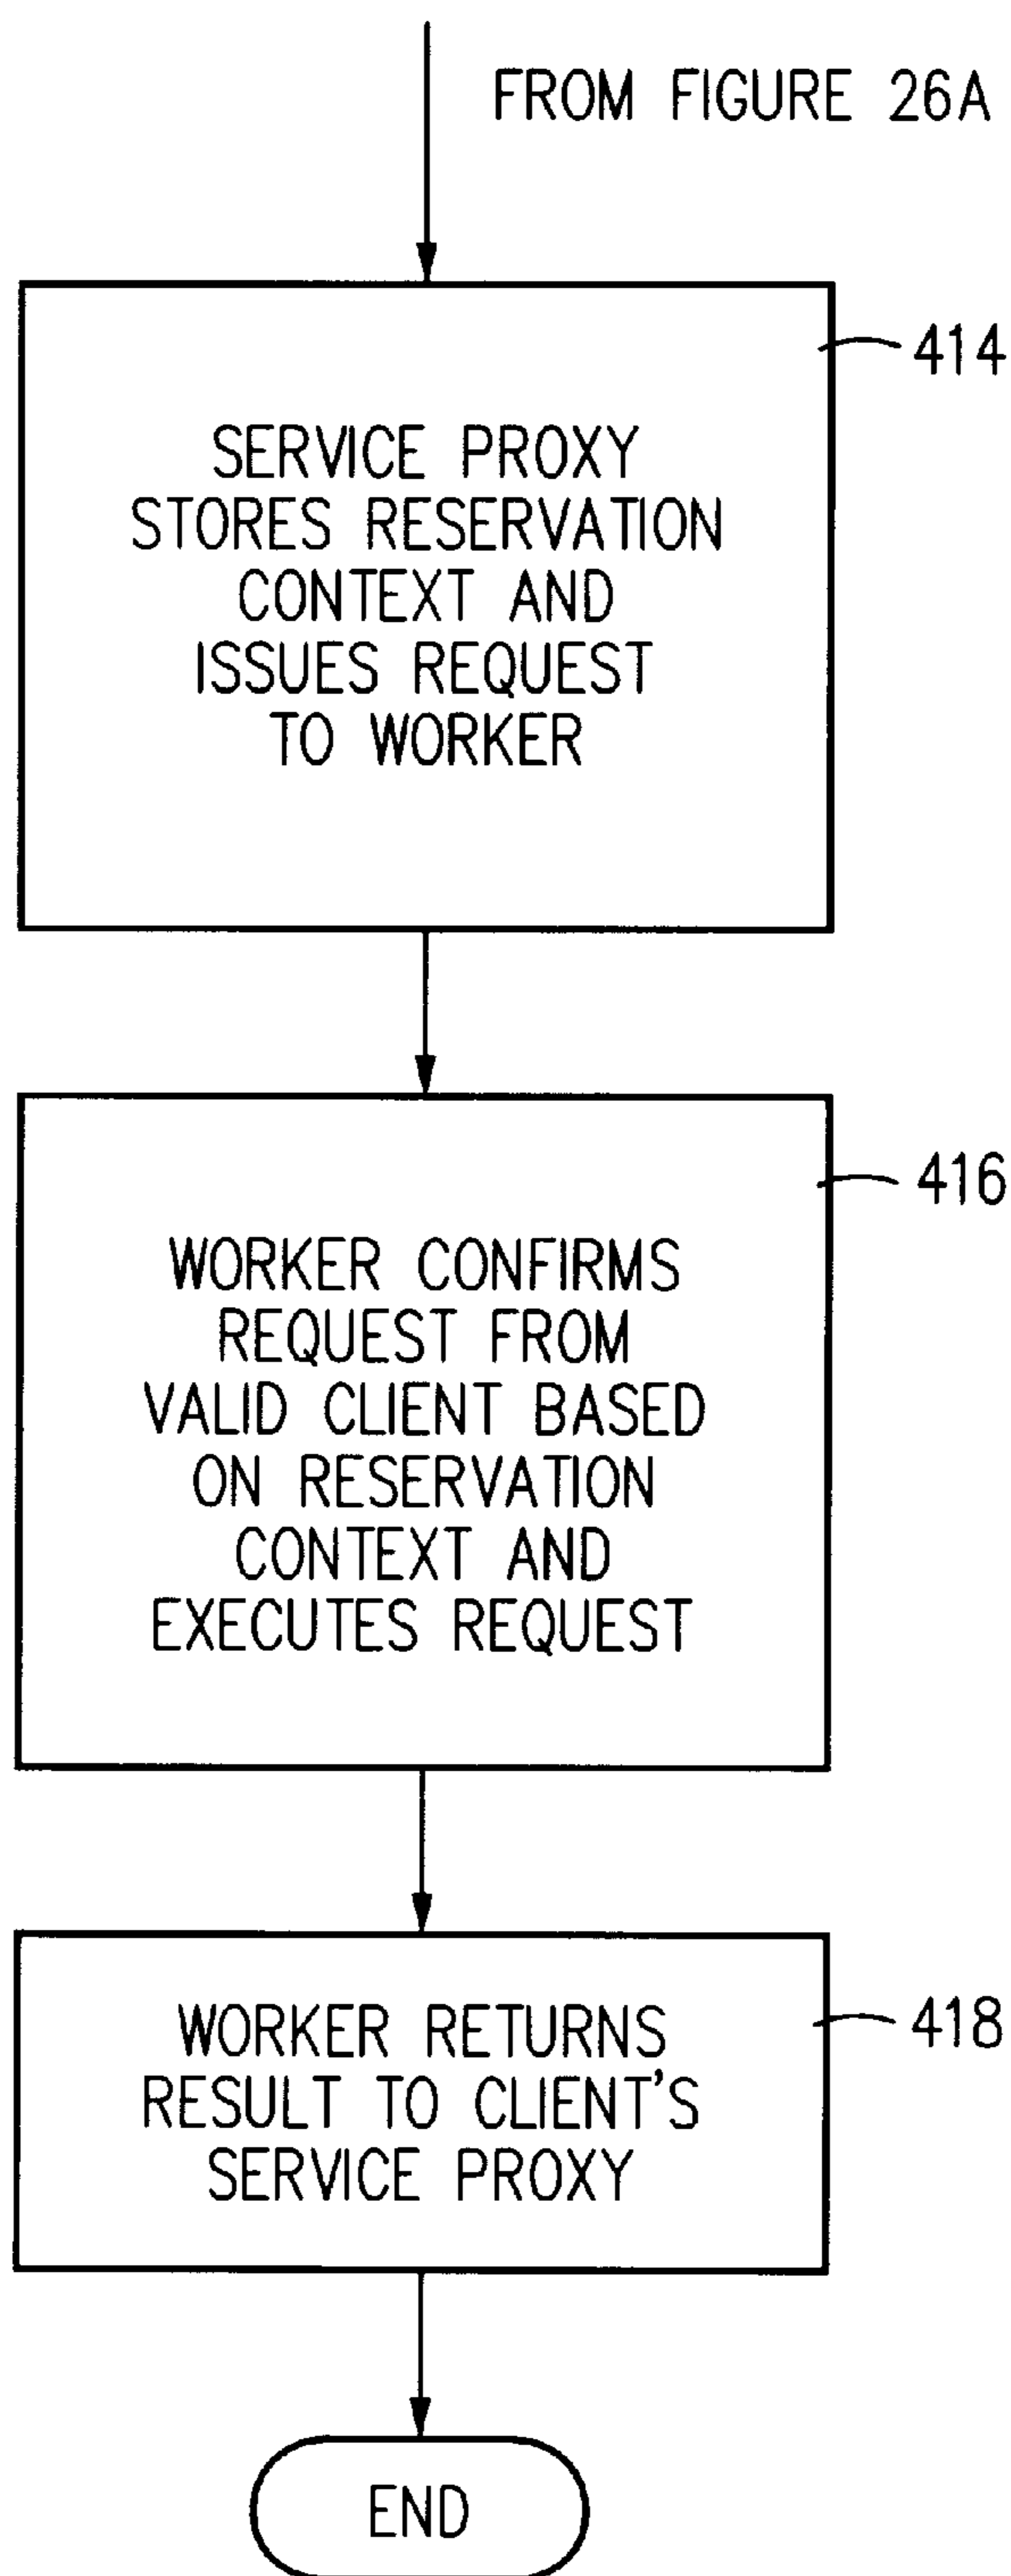 FROM FIGURE 26A
414
SERVICE PROXY
STORES RESERVATION
CONTEXT AND
ISSUES REQUEST
TO WORKER
416
WORKER CONFIRMS
REQUEST FROM
VALID CLIENT BASED
ON RESERVATION
CONTEXT AND
EXECUTES REQUEST
418
WORKER RETURNS
RESULT TO CLIENT'S
SERVICE PROXY
END